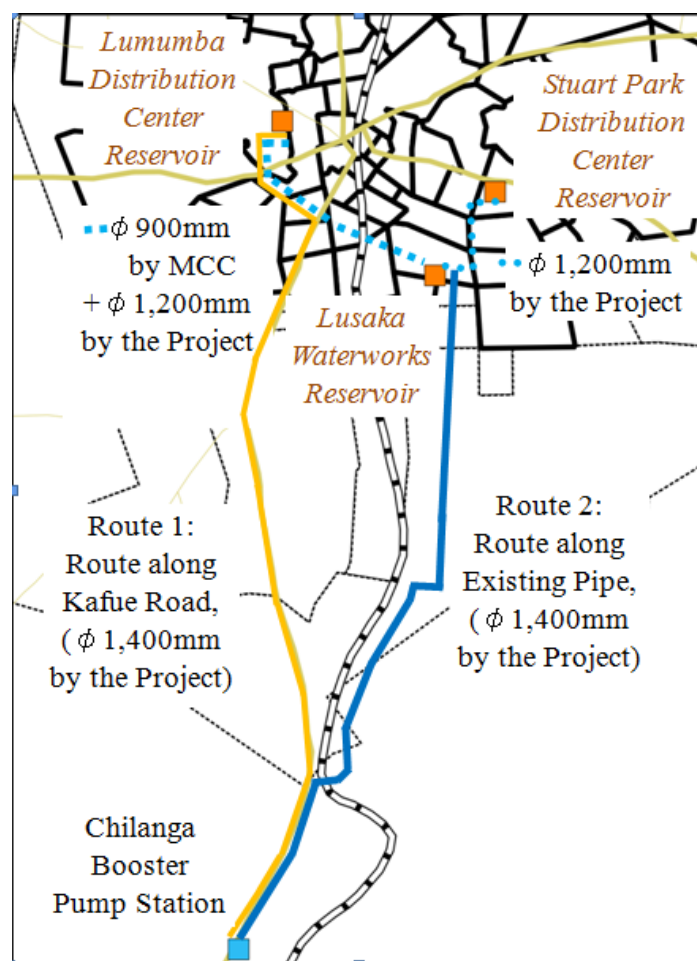 Lumumba
Distribution
Center
Reservoir
Stuart Park
Distribution
Center
Reservoir
ϕ 900mm
by MCC
+ ϕ 1,200mm
by the Project
ϕ 1,200mm
by the Project
Lusaka
Waterworks
Reservoir
Route 1:
Route along
Kafue Road,
( ϕ 1,400mm
by the Project)
Route 2:
Route along
Existing Pipe,
( ϕ 1,400mm
by the Project)
Chilanga
Booster
Pump Station